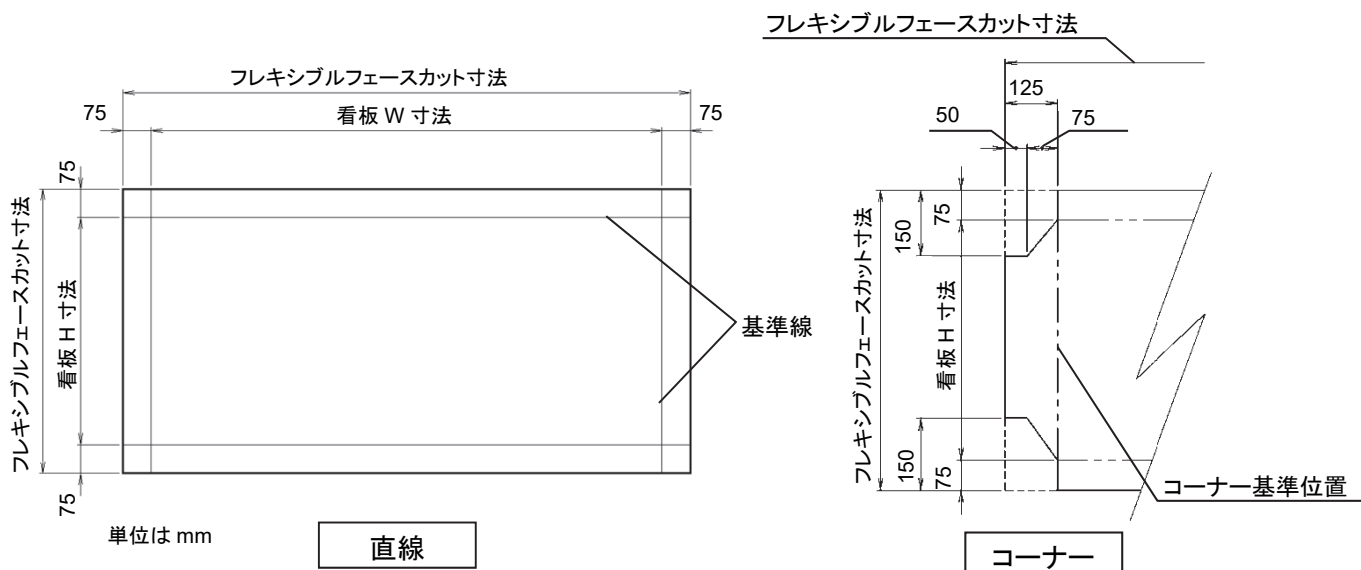 フレキシブルフェースカット寸法
75
看板 W 寸法
75
75
フレキシブルフェースカット寸法
看板 H 寸法
75
基準線
単位は mm
直線
フレキシブルフェースカット寸法
125
50
75
フレキシブルフェースカット寸法
150
75
看板 H 寸法
150
75
コーナー基準位置
コーナー